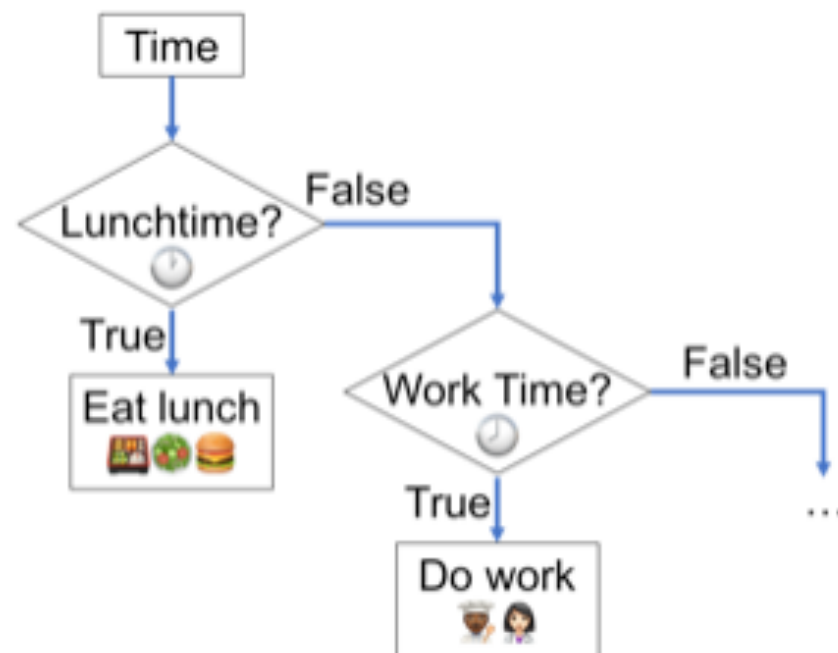 Time
Lunchtime?
False
True
Eat lunch
Work Time?
False
True
Do work
...